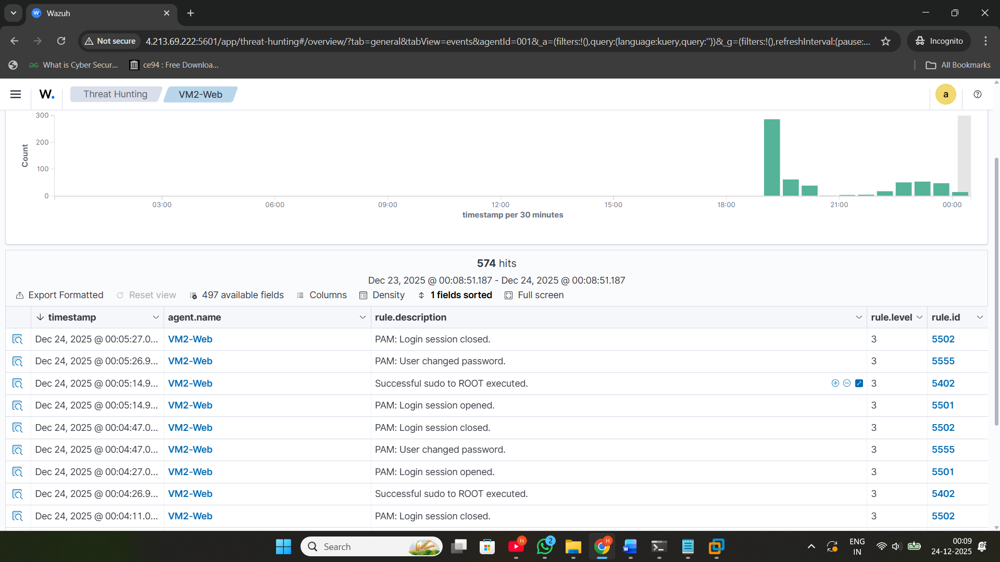 Wazuh
Not secure
4.213.69.222:5601/app/threat-hunting#/overview/?tab=general&tabView=events&agentId=001&_a=(filters:!(),query:(language:kuery,query:''))&_g=(filters:!(),refreshInterval:(pause:...
Incognito
What is Cyber Secur...
ce94 : Free Downloa...
All Bookmarks
W.
Threat Hunting
VM2-Web
a
300
200
100
0
Count
03:00
06:00
09:00
12:00
15:00
18:00
21:00
00:00
timestamp per 30 minutes
574 hits
Dec 23, 2025 @ 00:08:51.187 - Dec 24, 2025 @ 00:08:51.187
Export Formatted
Reset view
497 available fields
Columns
Density
1 fields sorted
Full screen
timestamp agent.name rule.description rule.level rule.id
Dec 24, 2025 @ 00:05:27.0... VM2-Web PAM: Login session closed. 3 5502
Dec 24, 2025 @ 00:05:26.9... VM2-Web PAM: User changed password. 3 5555
Dec 24, 2025 @ 00:05:14.9... VM2-Web Successful sudo to ROOT executed. 3 5402
Dec 24, 2025 @ 00:05:14.9... VM2-Web PAM: Login session opened. 3 5501
Dec 24, 2025 @ 00:04:47.0... VM2-Web PAM: Login session closed. 3 5502
Dec 24, 2025 @ 00:04:47.0... VM2-Web PAM: User changed password. 3 5555
Dec 24, 2025 @ 00:04:27.0... VM2-Web PAM: Login session opened. 3 5501
Dec 24, 2025 @ 00:04:26.9... VM2-Web Successful sudo to ROOT executed. 3 5402
Dec 24, 2025 @ 00:04:11.0... VM2-Web PAM: Login session closed. 3 5502
Search
H
2
H
ENG
IN
00:09
24-12-2025